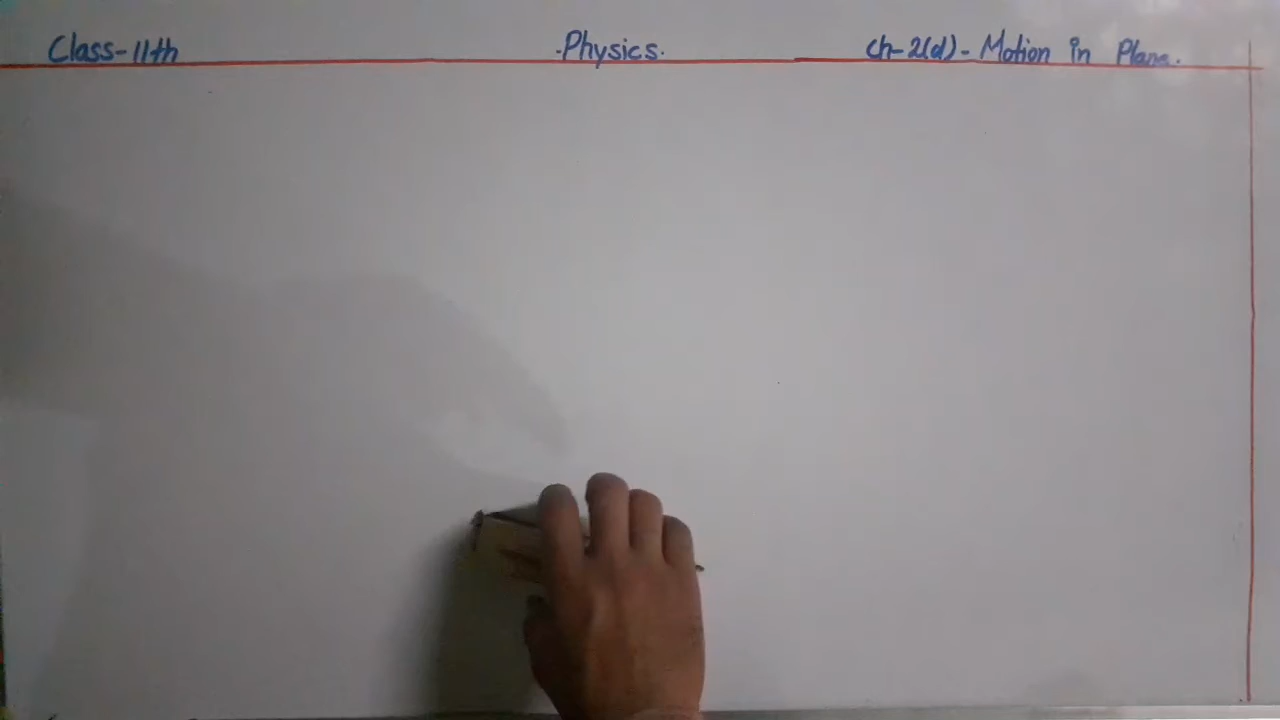 Class-11th
.Physics.
Ch-2(d)- Motion in Plane.